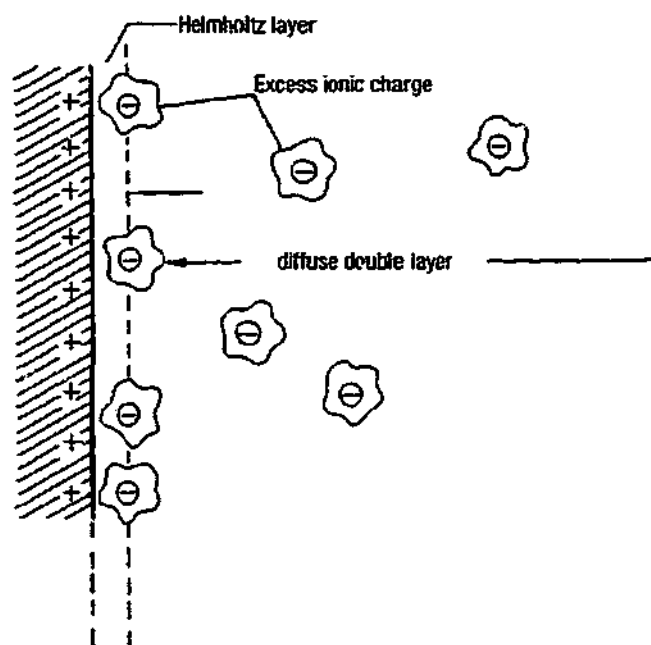 Helmholtz layer
Excess ionic charge
diffuse double layer